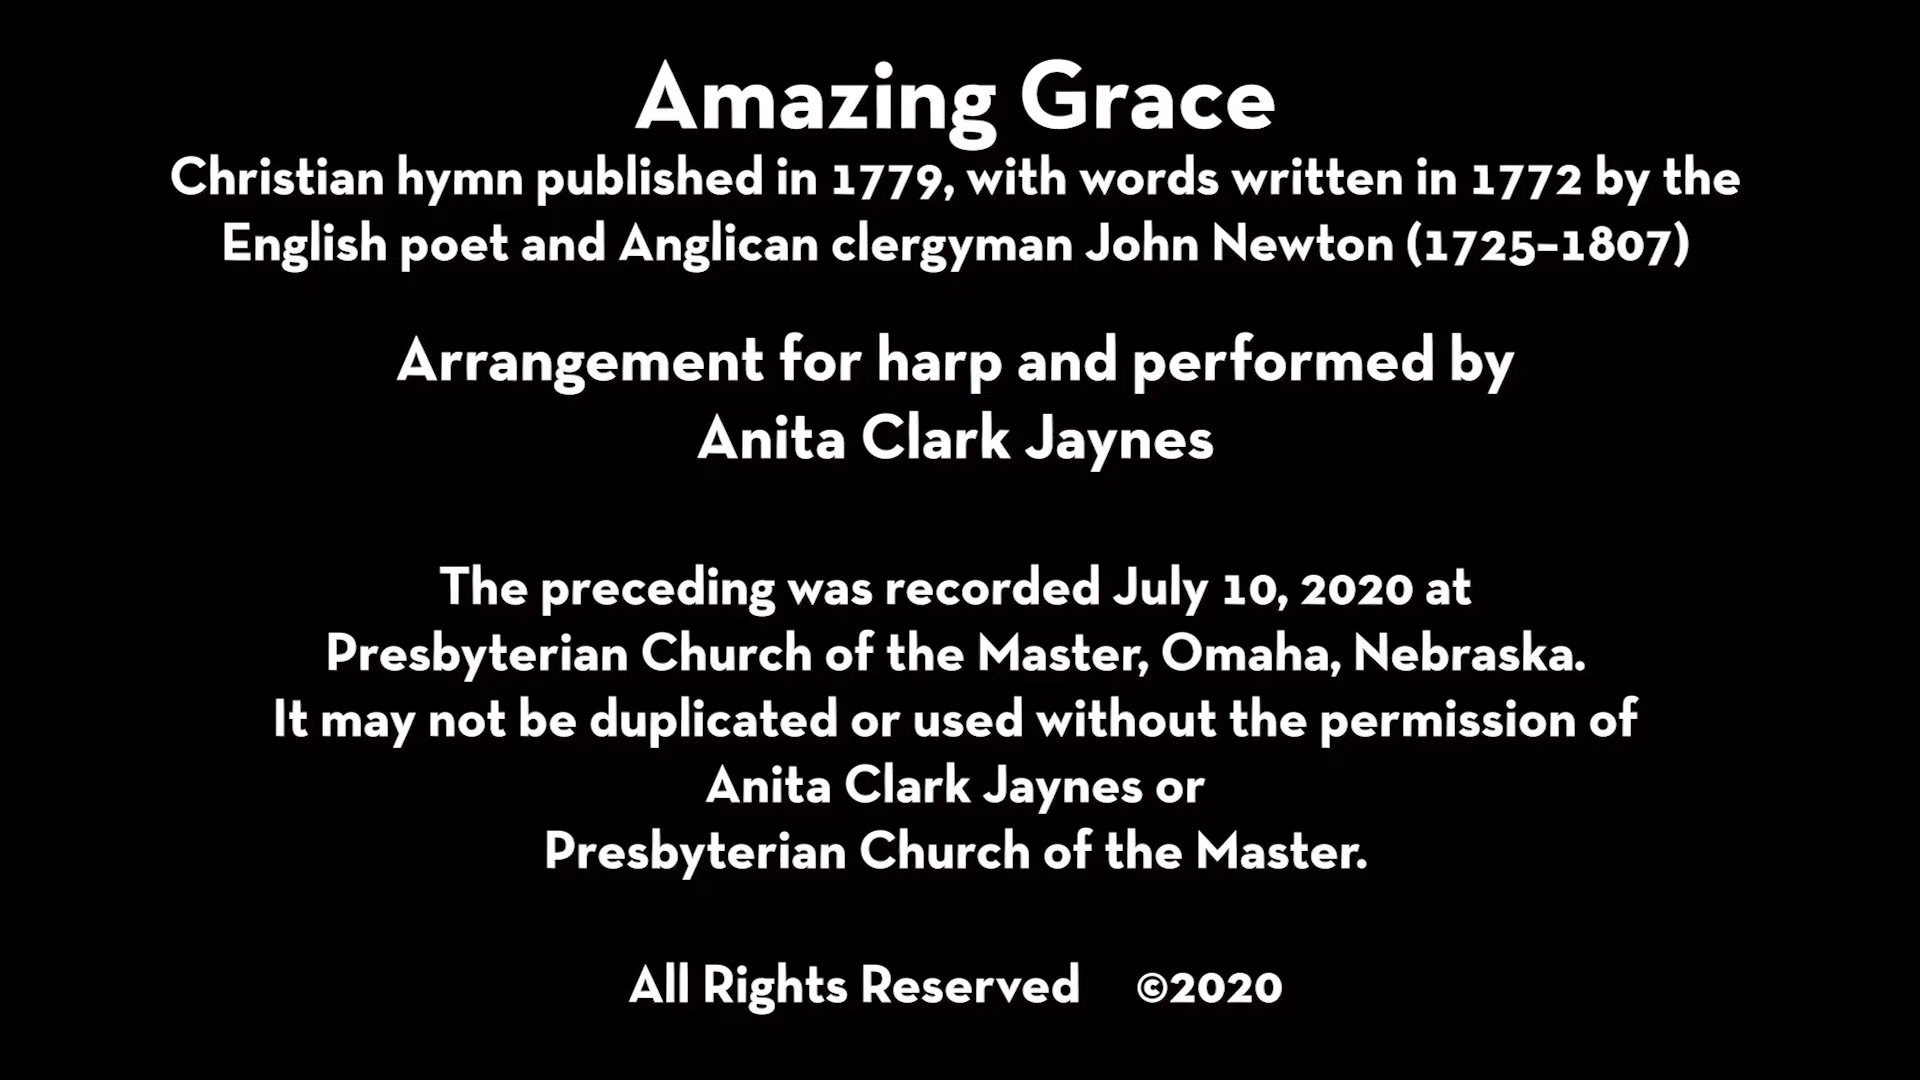 Amazing Grace
Christian hymn published in 1779, with words written in 1772 by the
English poet and Anglican clergyman John Newton (1725–1807)
Arrangement for harp and performed by
Anita Clark Jaynes
The preceding was recorded July 10, 2020 at
Presbyterian Church of the Master, Omaha, Nebraska.
It may not be duplicated or used without the permission of
Anita Clark Jaynes or
Presbyterian Church of the Master.
All Rights Reserved ©2020